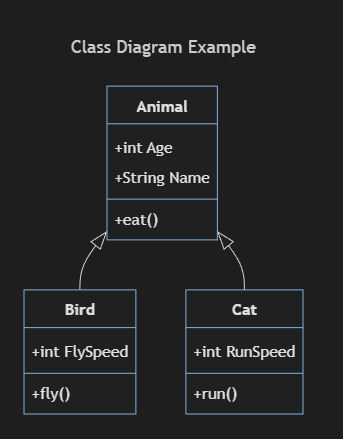 Class Diagram Example
Animal
+int Age
+String Name
+eat()
Bird
+int FlySpeed
+fly()
Cat
+int RunSpeed
+run()